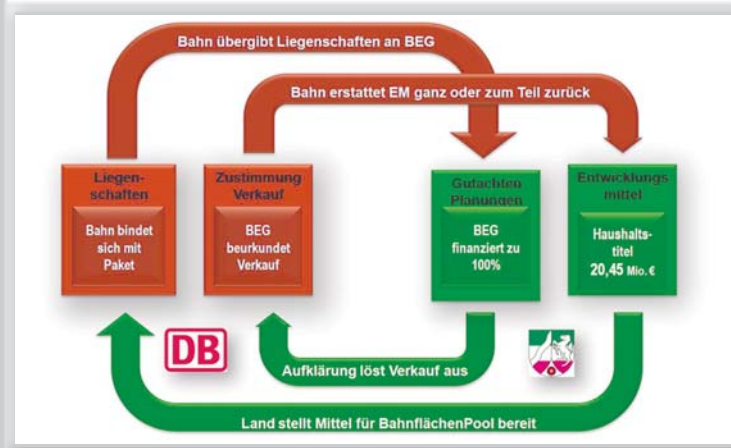 Bahn übergibt Liegenschaften an BEG
Bahn erstattet EM ganz oder zum Teil zurück
Liegen-
schaften
Bahn bindet
sich mit
Paket
Zustimmung
Verkauf
BEG
beurkundet
Verkauf
Gutachten
Planungen
BEG
finanziert zu
100%
Entwicklungs
mittel
Haushalts-
titel
20,45 Mio. €
DB
Aufklärung löst Verkauf aus
Land stellt Mittel für BahnflächenPool bereit